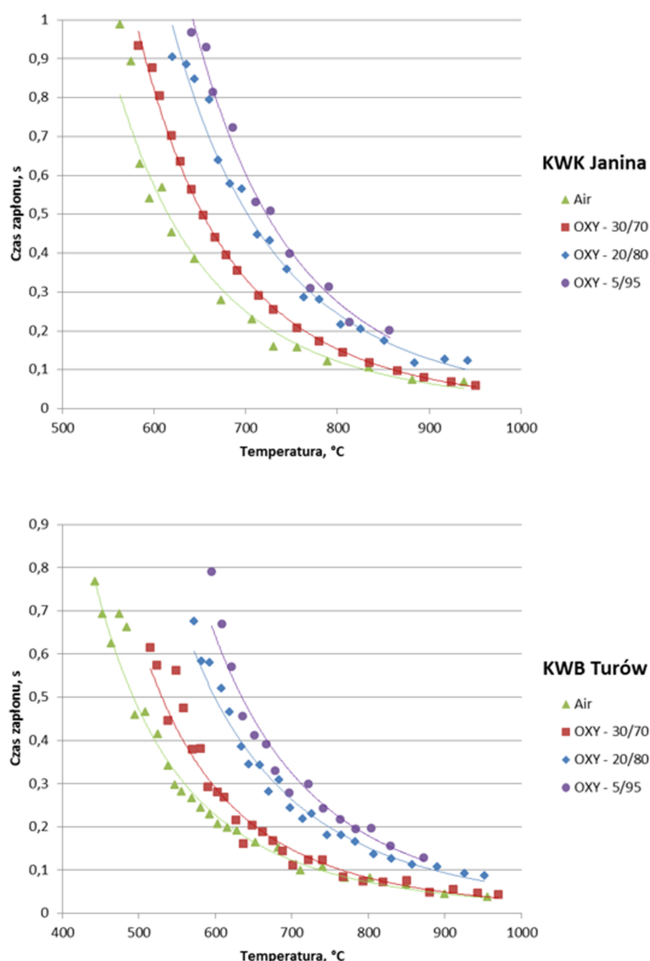 1
0,9
0,8
0,7
0,6
0,5
0,4
0,3
0,2
0,1
0
Czas zapłonu, s
500 600 700 800 900 1000
Temperatura, °C
KWK Janina
Air
OXY - 30/70
OXY - 20/80
OXY - 5/95
0,9
0,8
0,7
0,6
0,5
0,4
0,3
0,2
0,1
0
Czas zapłonu, s
400 500 600 700 800 900 1000
Temperatura, °C
KWB Turów
Air
OXY - 30/70
OXY - 20/80
OXY - 5/95